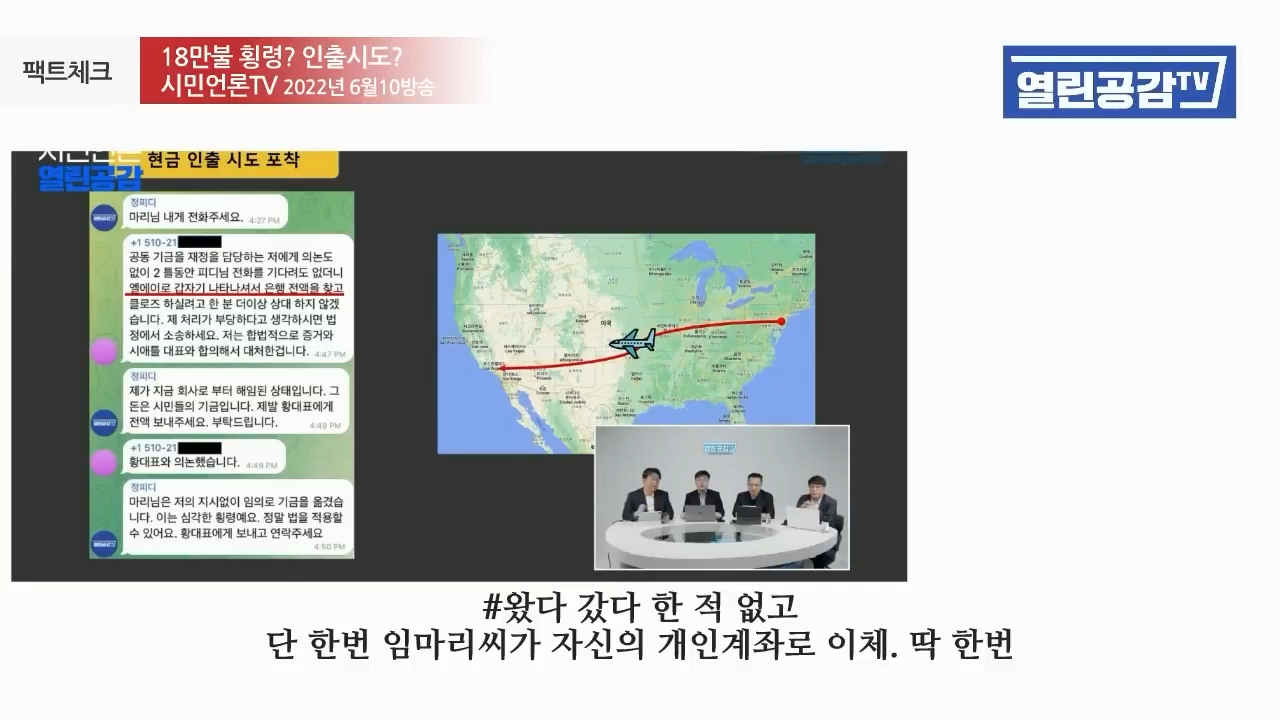 팩트체크
18만불 횡령? 인출시도?
시민언론TV 2022년 6월10방송
열린공감TV
열린공감
현금 인출 시도 포착
정피디
마리님 내게 전화주세요. 4:27 PM
+1 510-21
공동 기금을 재정을 담당하는 저에게 의논도
없이 2 틀동안 피디님 전화를 기다려도 없더니
엘에이로 갑자기 나타나셔서 은행 전액을 찾고
클로즈 하실려고 한 분 더이상 상대 하지 않겠
습니다. 제 처리가 부당하다고 생각하시면 법
정에서 소송하세요. 저는 합법적으로 증거와
시애틀 대표와 합의해서 대처한겁니다. 4:47 PM
정피디
제가 지금 회사로 부터 해임된 상태입니다. 그
돈은 시민들의 기금입니다. 제발 황대표에게
전액 보내주세요. 부탁드립니다. 4:49 PM
+1 510-21
황대표와 의논했습니다. 4:49 PM
정피디
마리님은 저의 지시없이 임의로 기금을 옮겼습
니다. 이는 심각한 횡령예요. 정말 법을 적용할
수 있어요. 황대표에게 보내고 연락주세요
4:50 PM
미국
#왔다 갔다 한 적 없고
단 한번 임마리씨가 자신의 개인계좌로 이체. 딱 한번